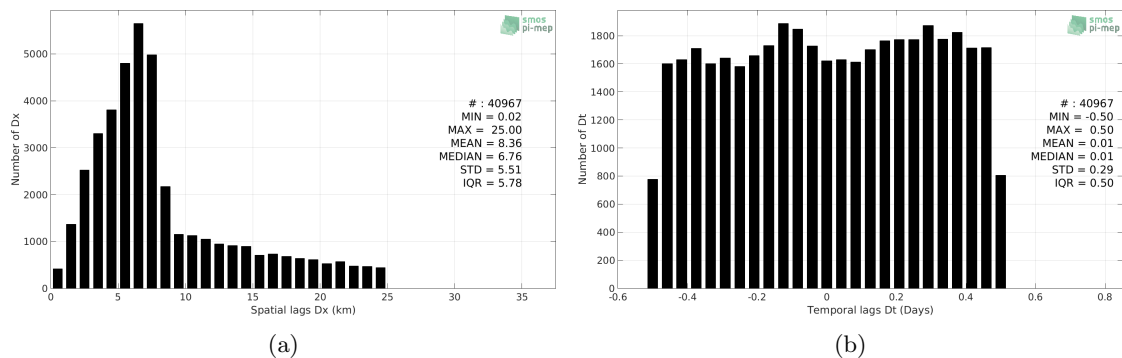 smos
pi-mep
5000
4000
3000
2000
1000
0
Number of Dx
# : 40967
MIN = 0.02
MAX = 25.00
MEAN = 8.36
MEDIAN = 6.76
STD = 5.51
IQR = 5.78
0 5 10 15 20 25 30 35
Spatial lags Dx (km)
(a)
smos
pi-mep
1800
1600
1400
1200
1000
800
600
400
200
0
Number of Dt
# : 40967
MIN = -0.50
MAX = 0.50
MEAN = 0.01
MEDIAN = 0.01
STD = 0.29
IQR = 0.50
-0.6 -0.4 -0.2 0 0.2 0.4 0.6 0.8
Temporal lags Dt (Days)
(b)